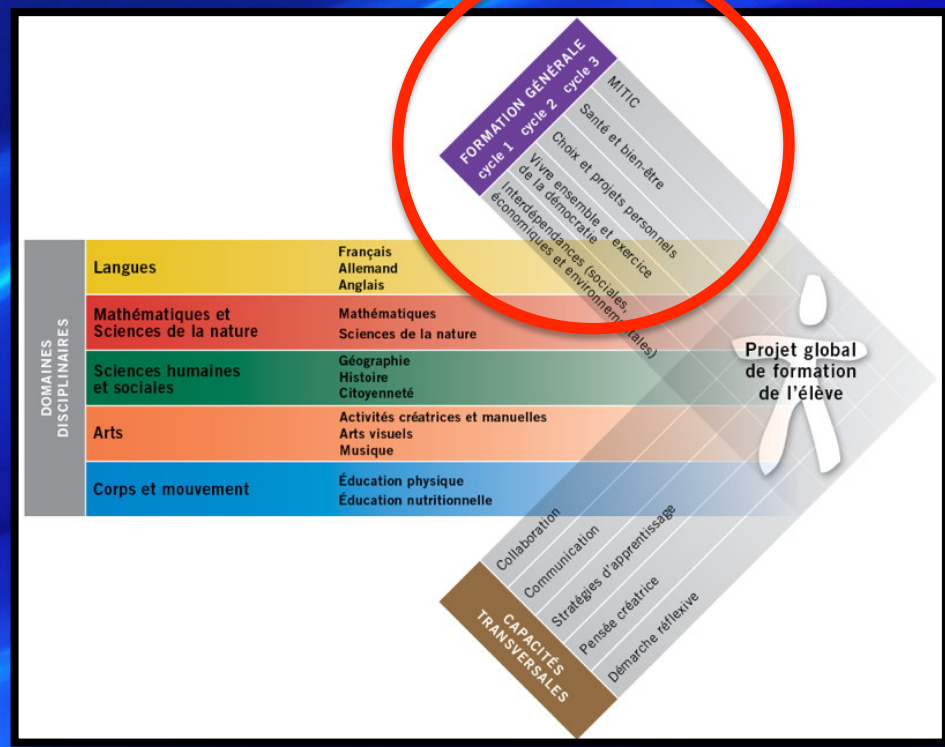 FORMATION GÉNÉRALE
cycle 1 cycle 2 cycle 3
MITIC
Santé et bien-être
Choix et projets personnels
Vivre ensemble et exercice
de la démocratie
Interdépendances (sociales,
économiques et environnementales)
DOMAINES
DISCIPLINAIRES
Langues
Français
Allemand
Anglais
Mathématiques et
Sciences de la nature
Mathématiques
Sciences de la nature
Sciences humaines
et sociales
Géographie
Histoire
Citoyenneté
Arts
Activités créatrices et manuelles
Arts visuels
Musique
Corps et mouvement
Éducation physique
Éducation nutritionnelle
Projet global
de formation
de l'élève
Collaboration
Communication
Stratégies d'apprentissage
Pensée créatrice
Démarche réflexive
CAPACITÉS
TRANSVERSALES